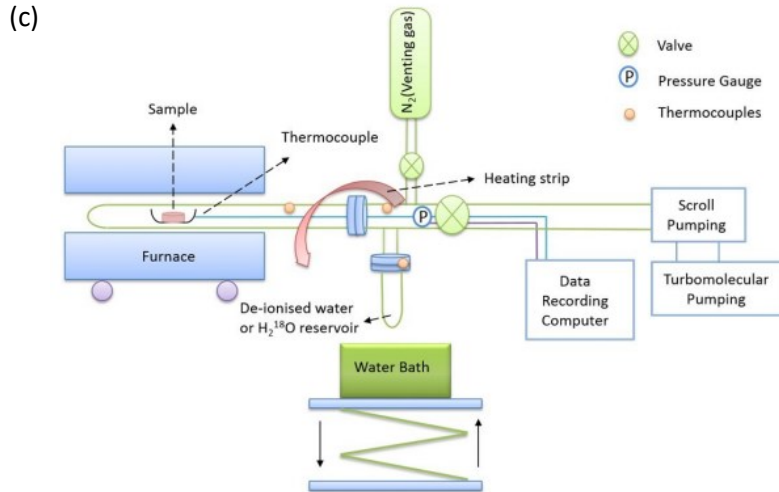 (c)
N₂(Venting gas)
Valve
P
Pressure Gauge
Thermocouples
Sample
Thermocouple
Heating strip
P
Scroll
Pumping
Furnace
Data
Recording
Computer
Turbomolecular
Pumping
De-ionised water
or H₂¹⁸O reservoir
Water Bath